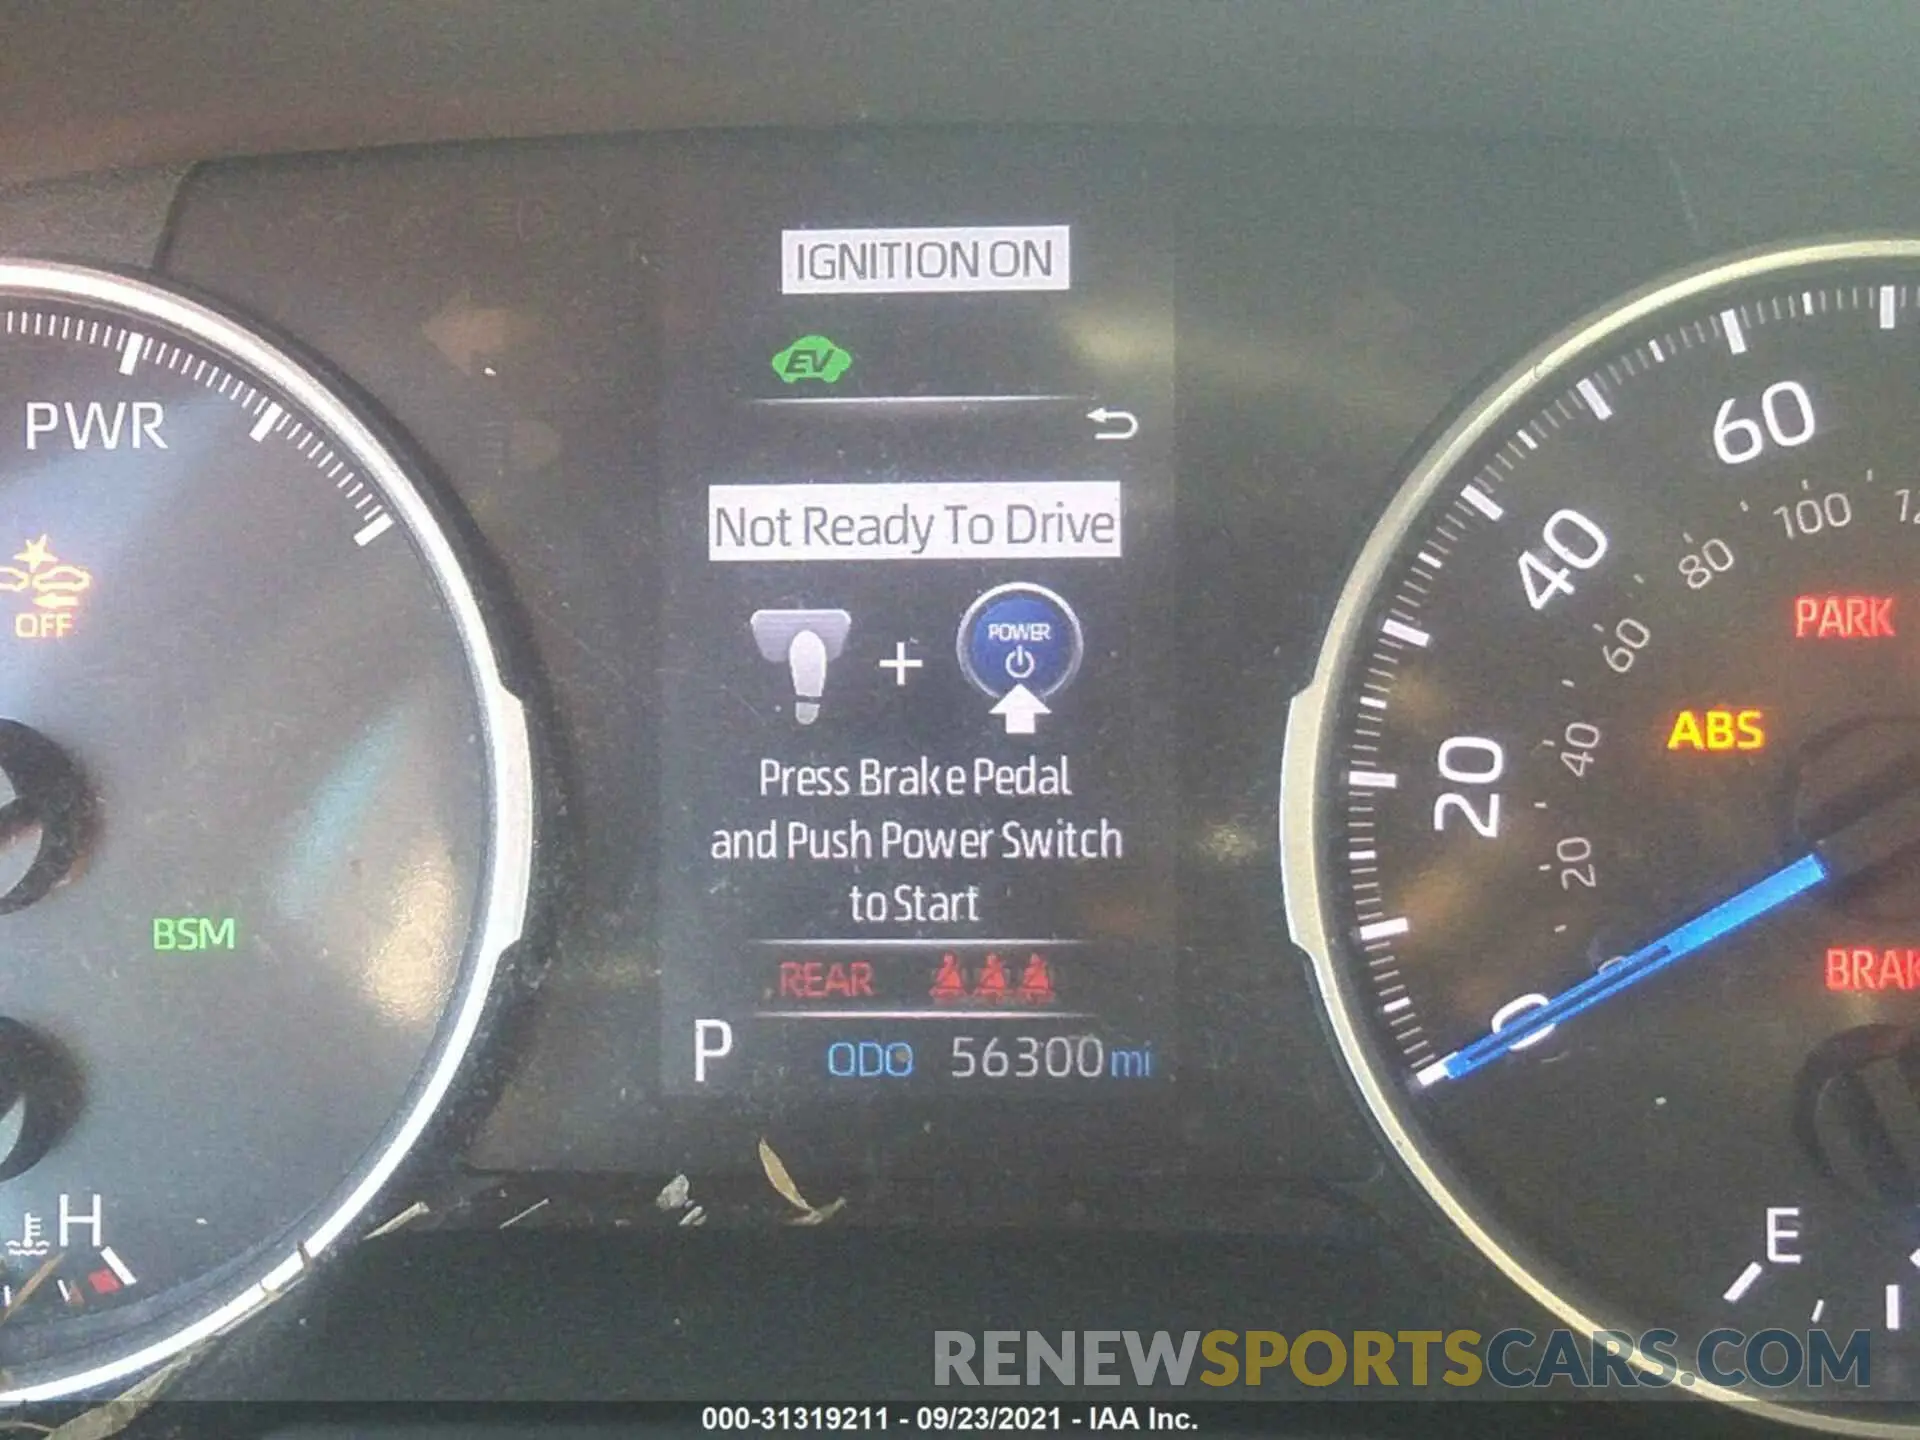 IGNITION ON
EV
PWR
Not Ready To Drive
POWER
OFF
Press Brake Pedal
and Push Power Switch
to Start
BSM
REAR
P ODO 56300 mi
H
60
40
20
0
100
80
60
40
20
PARK
ABS
E
RENEWSPORTSCARS.COM
000-31319211 - 09/23/2021 - IAA Inc.